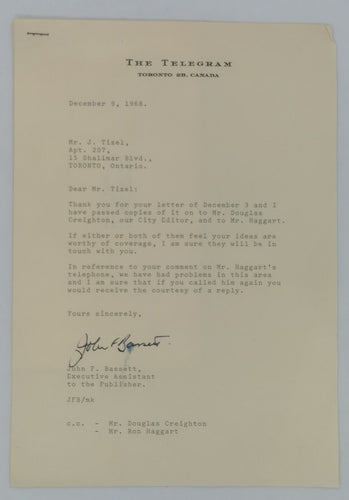 THE TELEGRAM
TORONTO 2B, CANADA
December 9, 1968.
Mr. J. Tizel,
Apt. 207,
15 Shallmar Blvd.,
TORONTO, Ontario.
Dear Mr. Tizel:
Thank you for your letter of December 3 and I
have passed copies of it on to Mr. Douglas
Creighton, our City Editor, and to Mr. Haggart.
If either or both of them feel your ideas are
worthy of coverage, I am sure they will be in
touch with you.
In reference to your comment on Mr. Haggart's
telephone, we have had problems in this area
and I am sure that if you called him again you
would receive the courtesy of a reply.
Yours sincerely,
John F Bassett.
John F. Bassett,
Executive Assistant
to the Publisher.
JFB/mk
c.c. - Mr. Douglas Creighton
- Mr. Ron Haggart